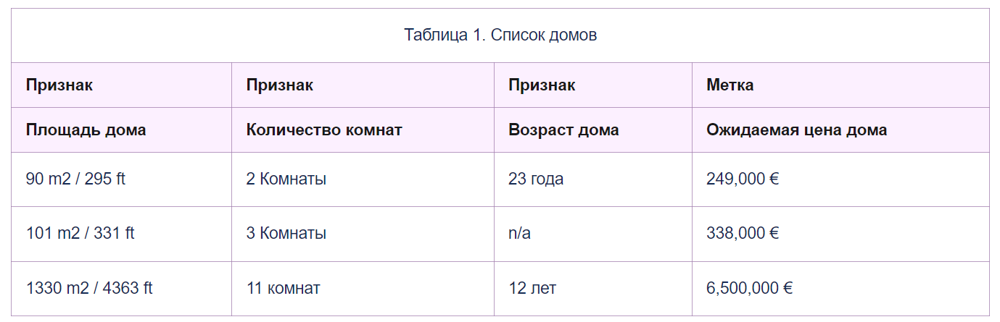 Таблица 1. Список домов
Признак Признак Признак Метка
Площадь дома Количество комнат Возраст дома Ожидаемая цена дома
90 m2 / 295 ft 2 Комнаты 23 года 249,000 €
101 m2 / 331 ft 3 Комнаты n/a 338,000 €
1330 m2 / 4363 ft 11 комнат 12 лет 6,500,000 €